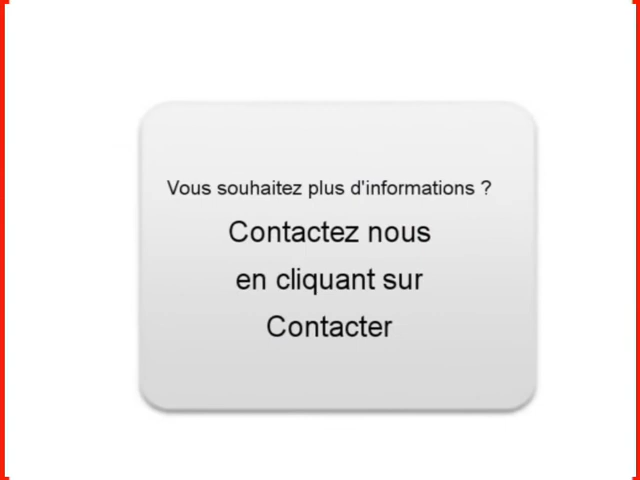 Vous souhaitez plus d'informations ?
Contactez nous
en cliquant sur
Contacter